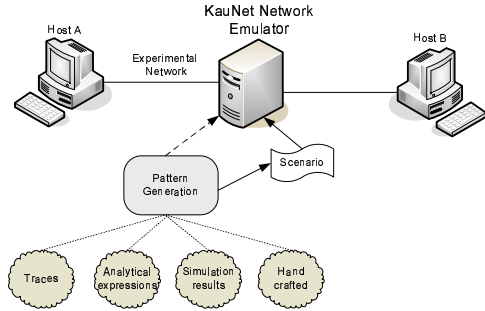 KauNet Network
Emulator
Host A
Host B
Experimental
Network
Scenario
Pattern
Generation
Traces
Analytical
expressions
Simulation
results
Hand
crafted